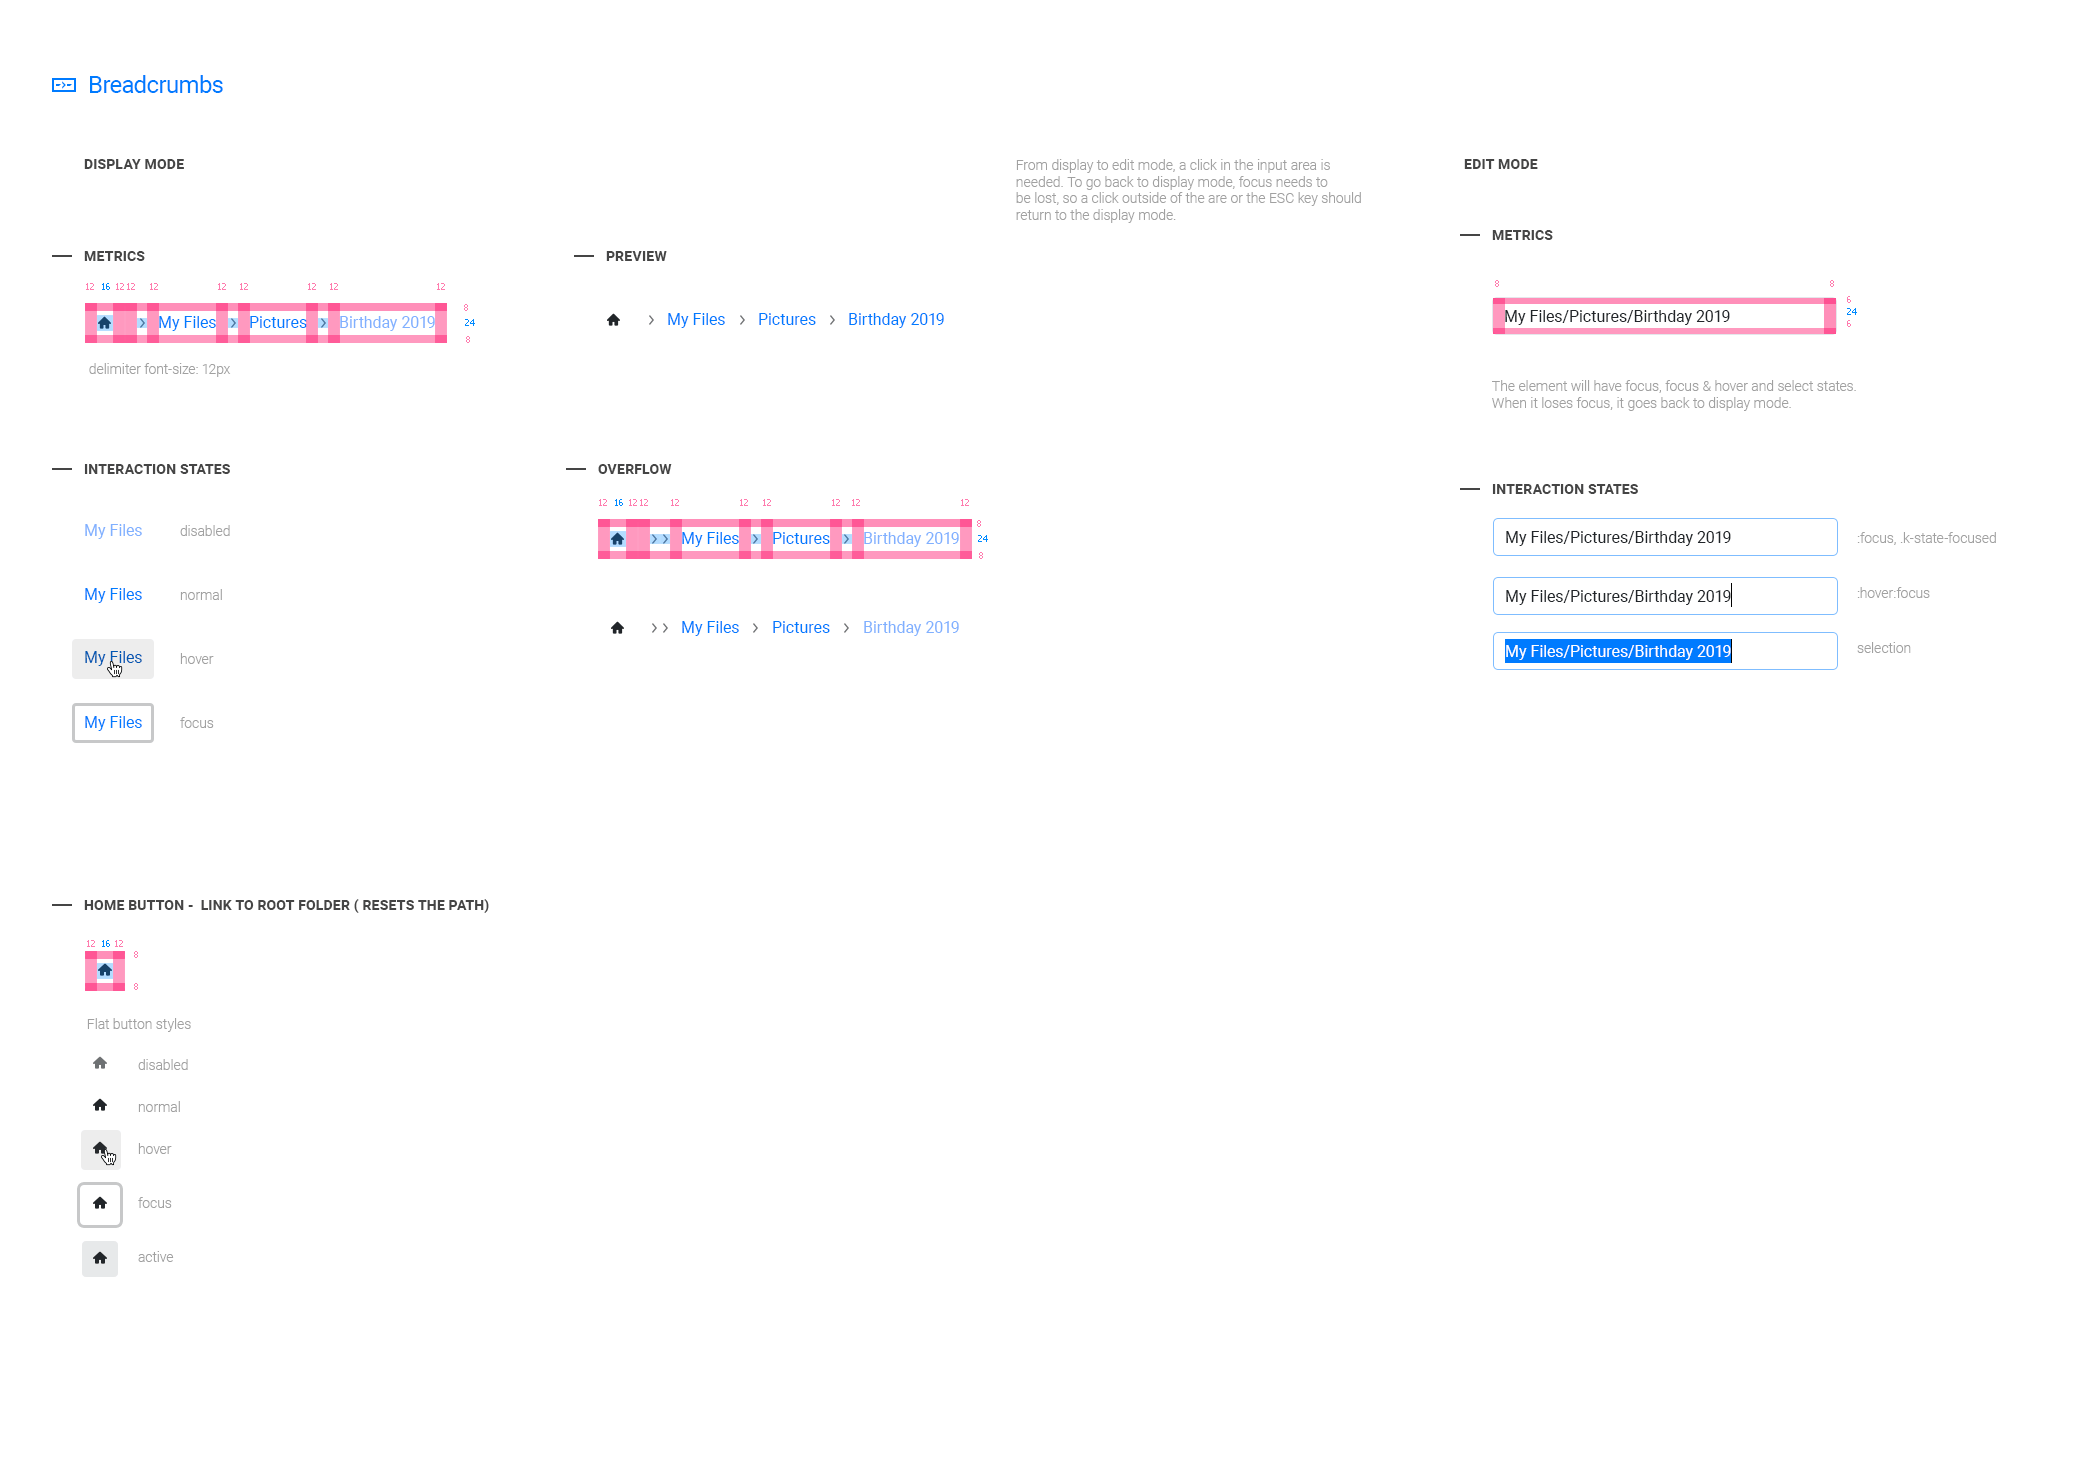 Breadcrumbs
DISPLAY MODE
From display to edit mode, a click in the input area is
needed. To go back to display mode, focus needs to
be lost, so a click outside of the are or the ESC key should
return to the display mode.
EDIT MODE
METRICS
12 16 12 12 12 12 12 12 12 12
My Files Pictures Birthday 2019
8
24
8
delimiter font-size: 12px
PREVIEW
My Files Pictures Birthday 2019
METRICS
8 8
My Files/Pictures/Birthday 2019
6
24
6
The element will have focus, focus & hover and select states.
When it loses focus, it goes back to display mode.
INTERACTION STATES
My Files disabled
My Files normal
My Files hover
My Files focus
OVERFLOW
12 16 12 12 12 12 12 12 12 12
My Files Pictures Birthday 2019
8
24
8
My Files Pictures Birthday 2019
INTERACTION STATES
My Files/Pictures/Birthday 2019 :focus, .k-state-focused
My Files/Pictures/Birthday 2019 :hover:focus
My Files/Pictures/Birthday 2019 selection
HOME BUTTON - LINK TO ROOT FOLDER ( RESETS THE PATH)
12 16 12
8
8
Flat button styles
disabled
normal
hover
focus
active